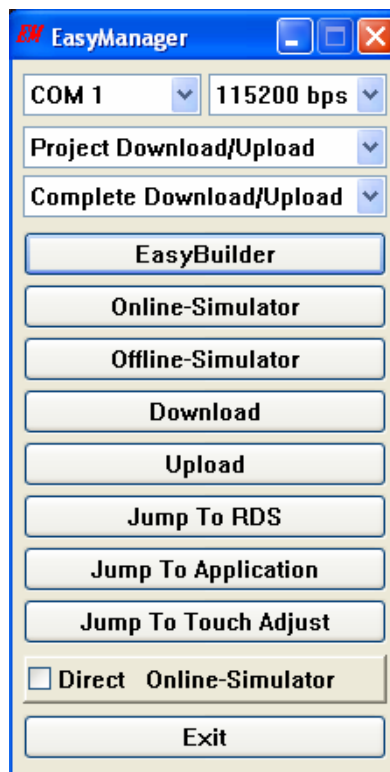 EM EasyManager
COM 1 115200 bps
Project Download/Upload
Complete Download/Upload
EasyBuilder
Online-Simulator
Offline-Simulator
Download
Upload
Jump To RDS
Jump To Application
Jump To Touch Adjust
Direct Online-Simulator
Exit